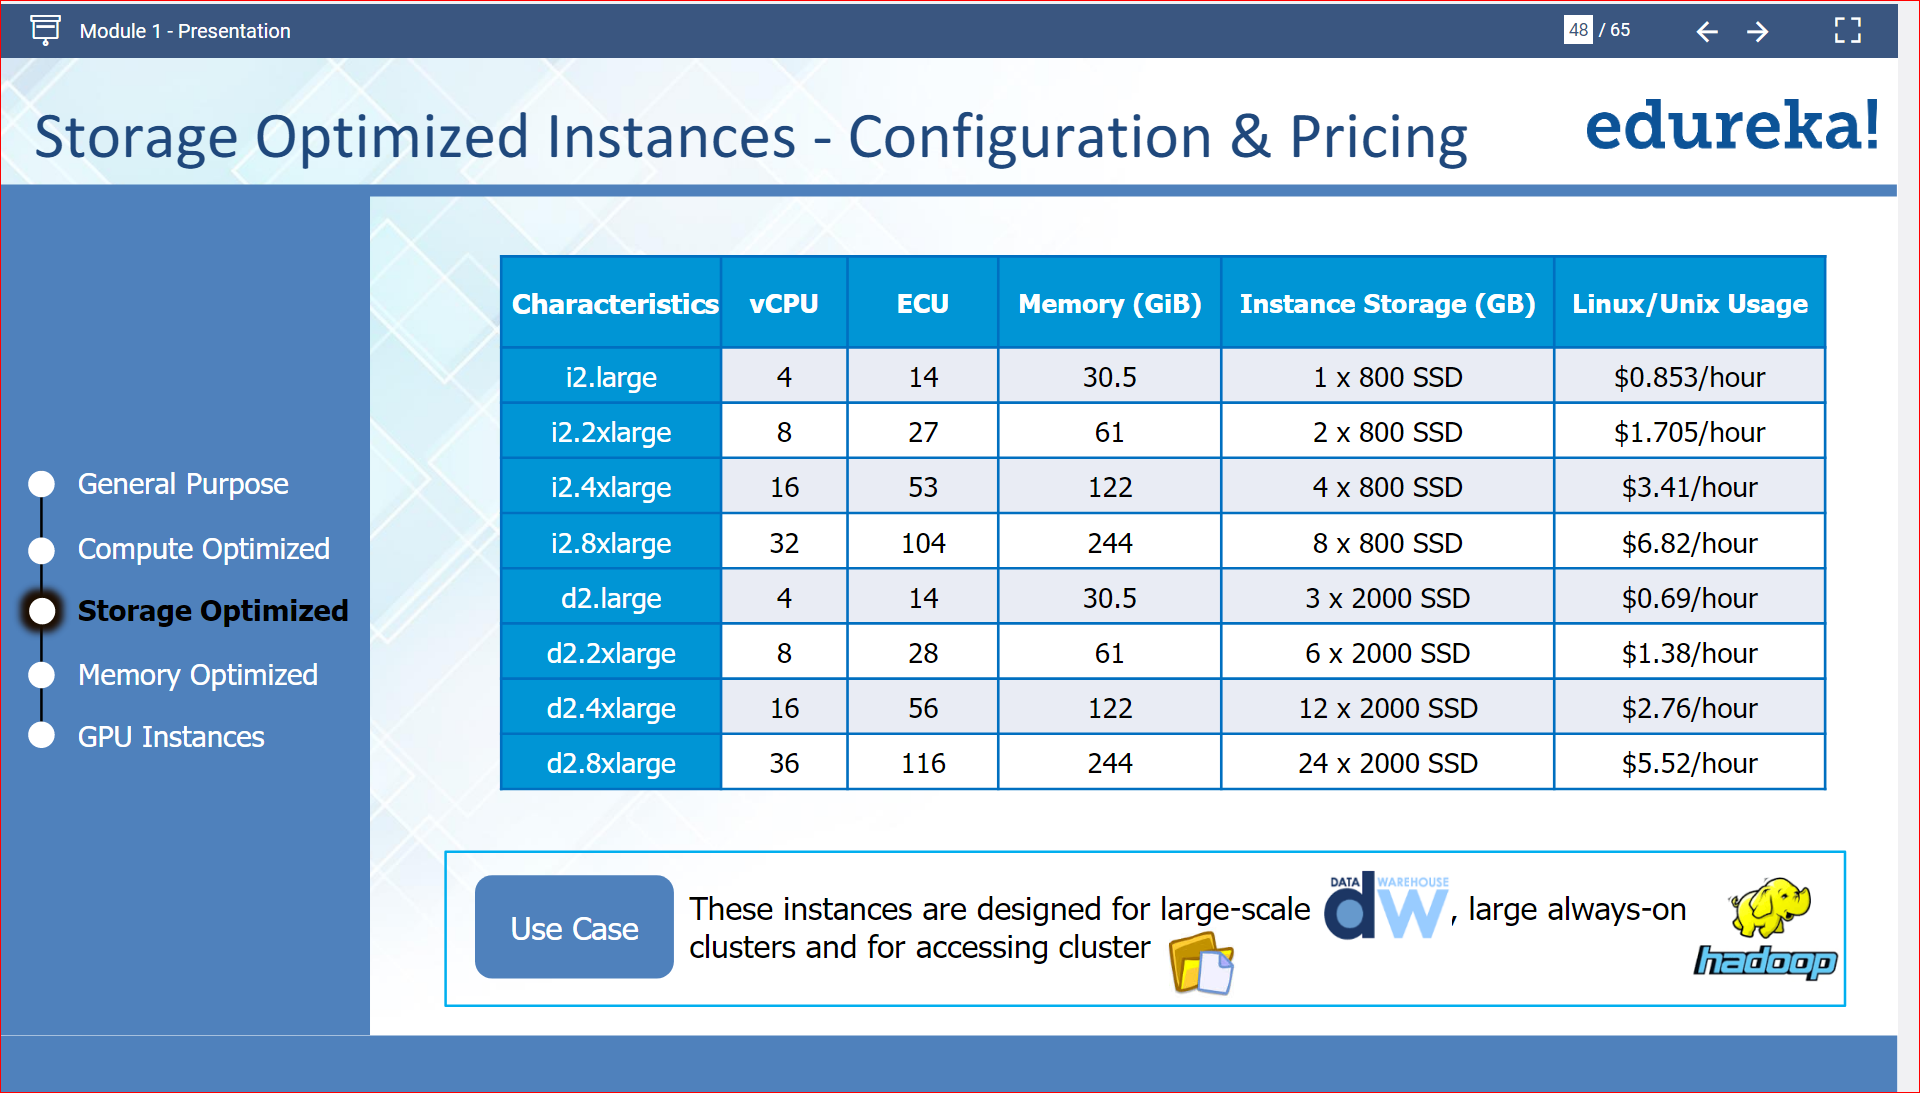 Module 1 - Presentation
48 / 65
Storage Optimized Instances - Configuration & Pricing
edureka!
General Purpose
Compute Optimized
Storage Optimized
Memory Optimized
GPU Instances
Characteristics vCPU ECU Memory (GiB) Instance Storage (GB) Linux/Unix Usage
i2.large 4 14 30.5 1 x 800 SSD $0.853/hour
i2.2xlarge 8 27 61 2 x 800 SSD $1.705/hour
i2.4xlarge 16 53 122 4 x 800 SSD $3.41/hour
i2.8xlarge 32 104 244 8 x 800 SSD $6.82/hour
d2.large 4 14 30.5 3 x 2000 SSD $0.69/hour
d2.2xlarge 8 28 61 6 x 2000 SSD $1.38/hour
d2.4xlarge 16 56 122 12 x 2000 SSD $2.76/hour
d2.8xlarge 36 116 244 24 x 2000 SSD $5.52/hour
Use Case
These instances are designed for large-scale DATA WAREHOUSE dw , large always-on
clusters and for accessing cluster
hadoop